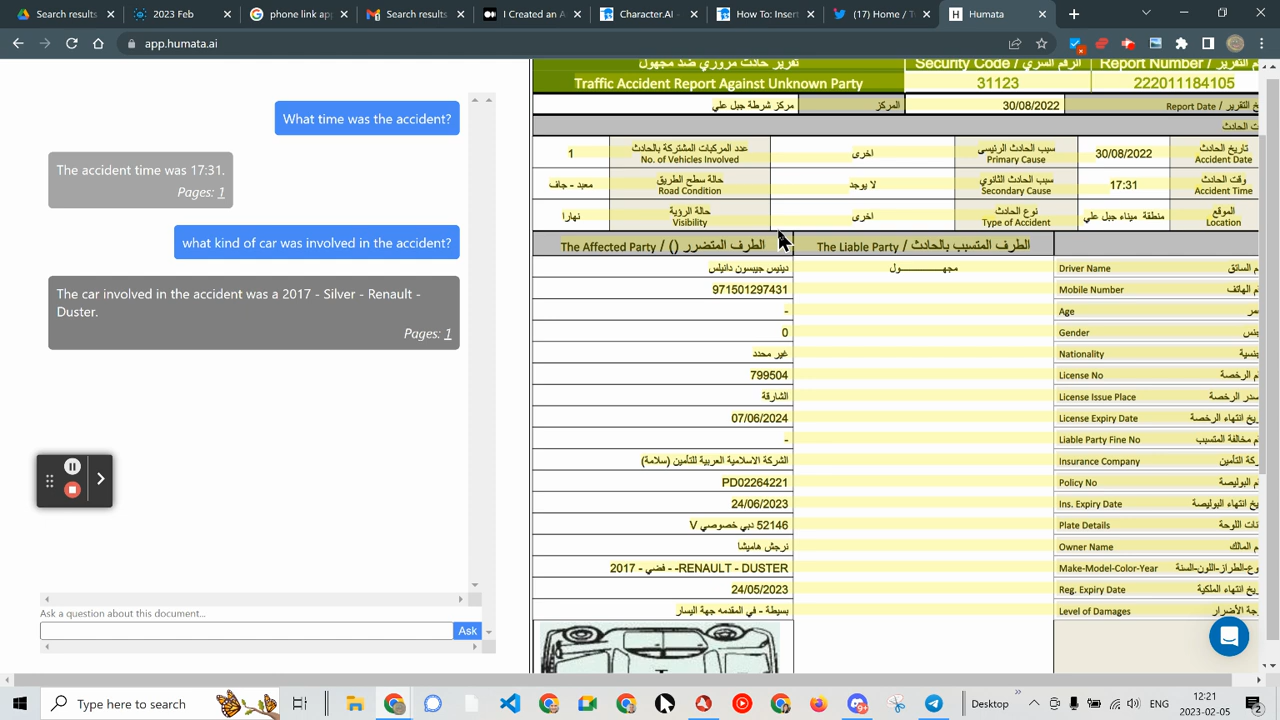 Search results
2023 Feb
phone link app
Search results
I Created an A
Character.AI -
How To: Insert
(17) Home / Tw
Humata
app.humata.ai
What time was the accident?
The accident time was 17:31.
Pages: 1
what kind of car was involved in the accident?
The car involved in the accident was a 2017 - Silver - Renault -
Duster.
Pages: 1
Ask a question about this document...
Ask
تقرير حادث مروري ضد مجهول
Traffic Accident Report Against Unknown Party
Security Code / الرقم السري
31123
Report Number /
222011184105
مركز شرطة جبل علي
المركز
30/08/2022
Report Date /
1
عدد المركبات المشتركة بالحادث
No. of Vehicles Involved
اخرى
سبب الحادث الرئيسى
Primary Cause
30/08/2022
تاريخ الحادث
Accident Date
معبد - جاف
حالة سطح الطريق
Road Condition
لا يوجد
سبب الحادث الثانوي
Secondary Cause
17:31
وقت الحادث
Accident Time
نهارا
حالة الرؤية
Visibility
اخرى
نوع الحادث
Type of Accident
منطقة ميناء جبل علي
الموقع
Location
The Affected Party / () الطرف المتضرر
The Liable Party / الطرف المتسبب بالحادث
دينيس جيبسون دانيلس
مجهـــــــول
Driver Name
971501297431
Mobile Number
-
Age
0
Gender
غير محدد
Nationality
799504
License No
الشارقة
License Issue Place
07/06/2024
License Expiry Date
-
Liable Party Fine No
الشركة الاسلامية العربية للتأمين (سلامة)
Insurance Company
PD02264221
Policy No
24/06/2023
Ins. Expiry Date
52146 دبي خصوصي V
Plate Details
نرجش هاميشا
Owner Name
RENAULT - DUSTER- - فضي - 2017
Make-Model-Color-Year
24/05/2023
Reg. Expiry Date
بسيطة - في المقدمه جهة اليسار
Level of Damages
Type here to search
Desktop
ENG
12:21
2023-02-05